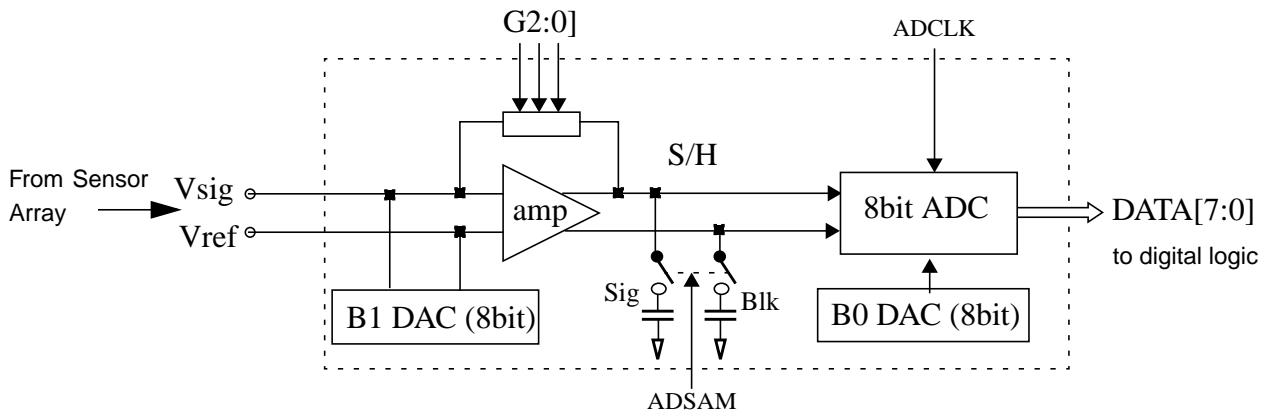 G2:0]
ADCLK
S/H
From Sensor
Array
Vsig
Vref
amp
8bit ADC
DATA[7:0]
to digital logic
B1 DAC (8bit)
Sig
Blk
B0 DAC (8bit)
ADSAM